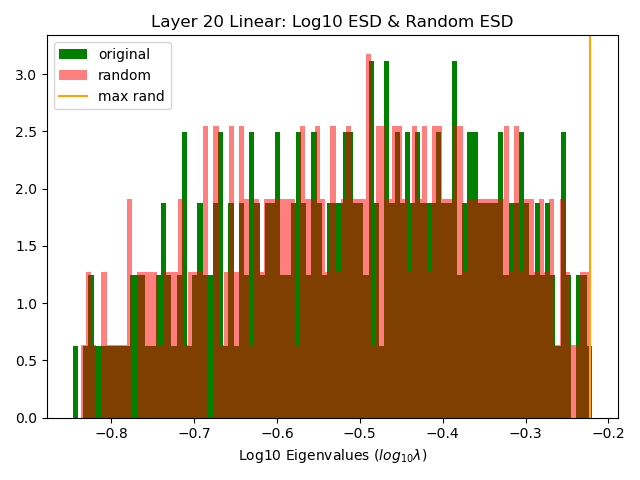 Layer 20 Linear: Log10 ESD & Random ESD
original
random
max rand
3.0
2.5
2.0
1.5
1.0
0.5
0.0
−0.8 −0.7 −0.6 −0.5 −0.4 −0.3 −0.2
Log10 Eigenvalues (log₁₀λ)